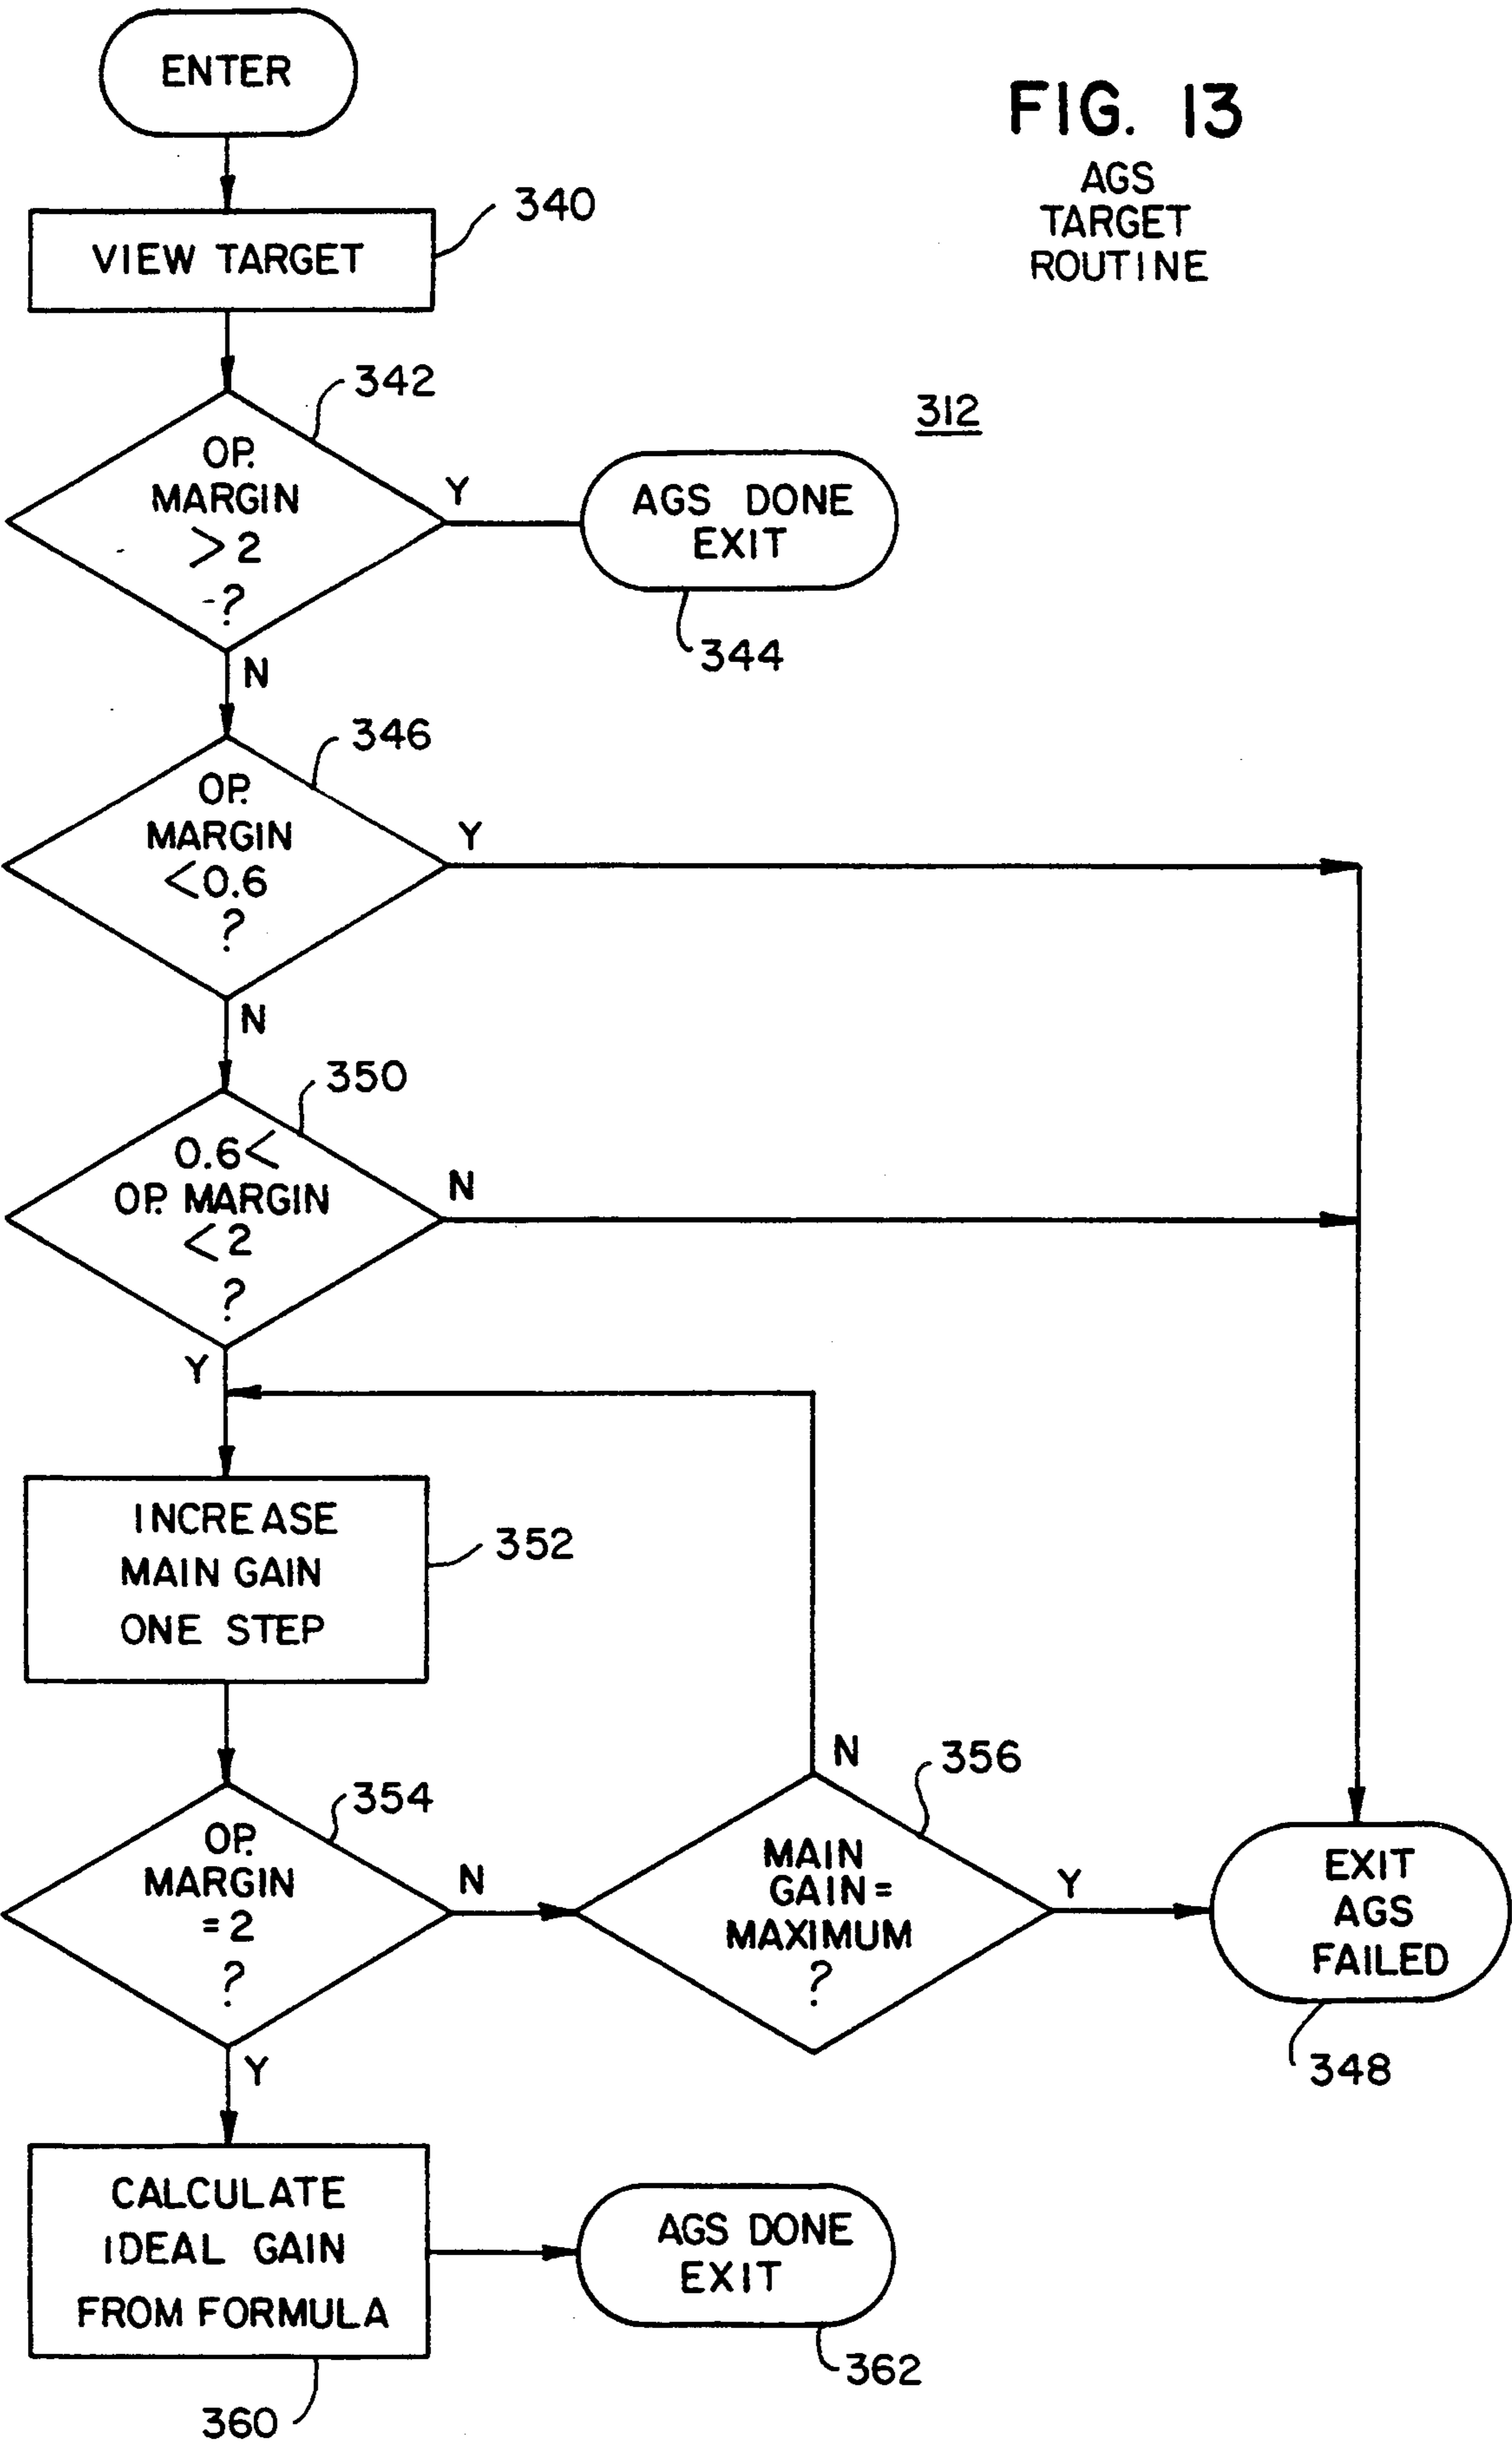 ENTER
FIG. 13
AGS
TARGET
ROUTINE
340
VIEW TARGET
342
312
OP.
MARGIN
>2
?
Y
AGS DONE
EXIT
344
N
346
OP.
MARGIN
<0.6
?
Y
N
350
0.6<
OP. MARGIN
<2
?
N
Y
INCREASE
MAIN GAIN
ONE STEP
352
354
OP.
MARGIN
=2
?
N
Y
N
356
MAIN
GAIN=
MAXIMUM
?
Y
EXIT
AGS
FAILED
348
CALCULATE
IDEAL GAIN
FROM FORMULA
360
AGS DONE
EXIT
362